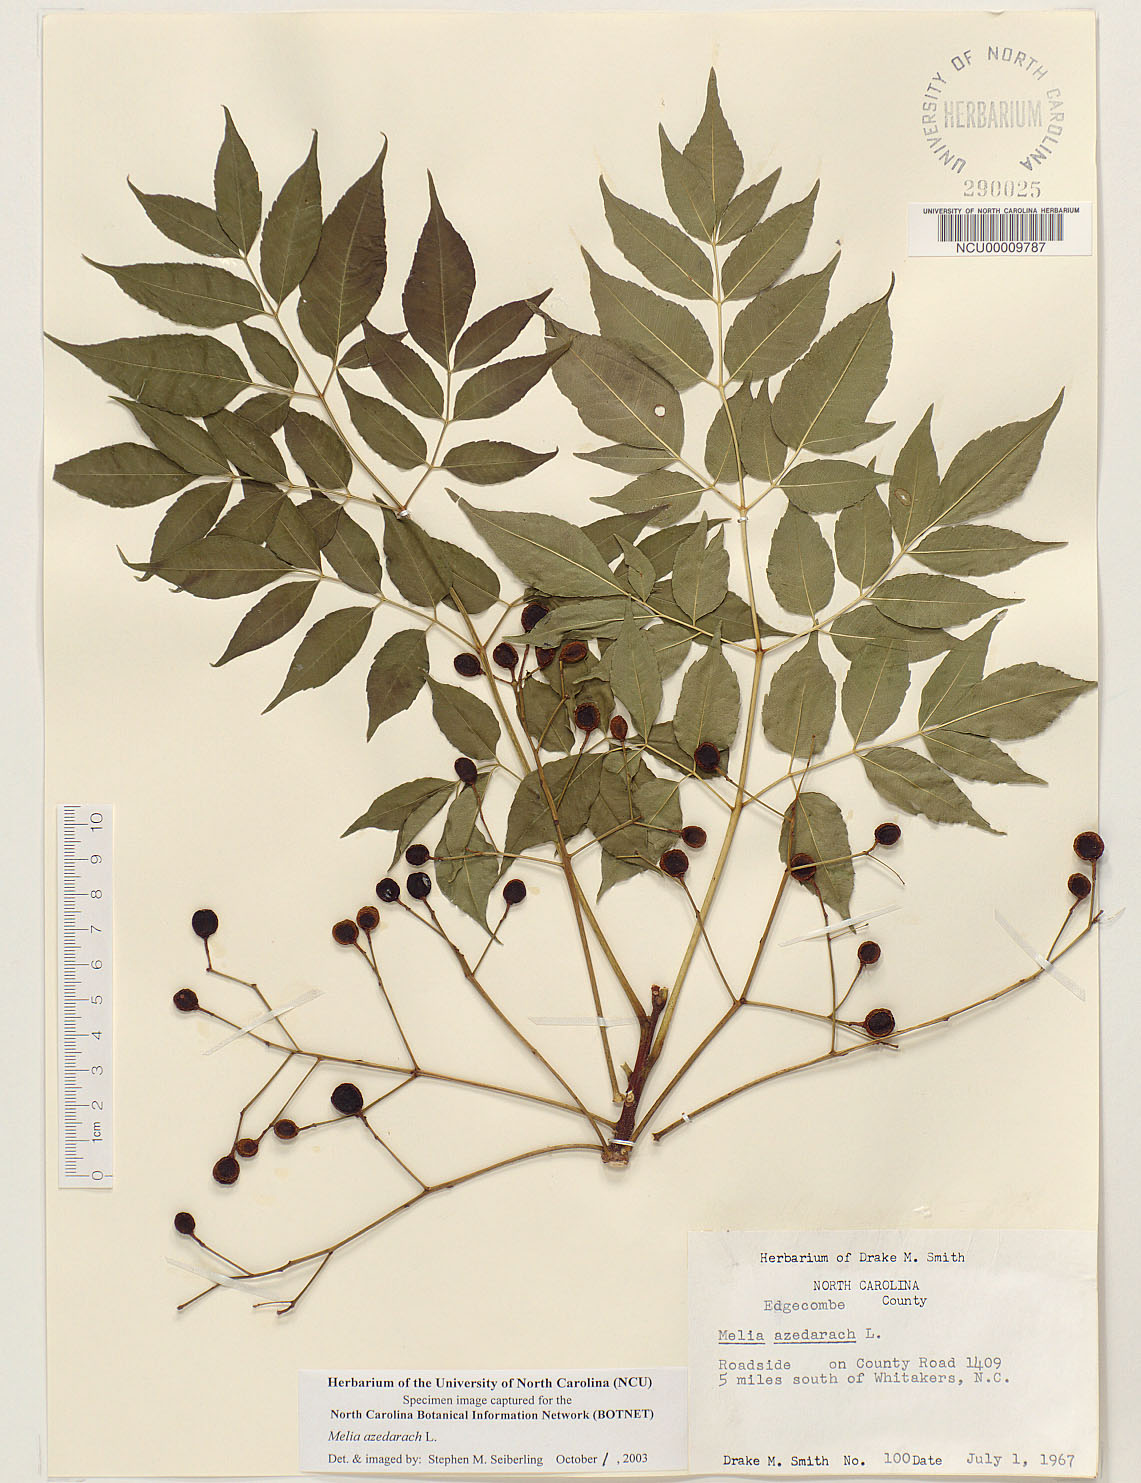 UNIVERSITY OF NORTH CAROLINA
HERBARIUM
290025
UNIVERSITY OF NORTH CAROLINA HERBARIUM
NCU00009787
10
9
8
7
6
5
4
3
2
1cm
0
Herbarium of Drake M. Smith
NORTH CAROLINA
Edgecombe County
Melia azedarach L.
Roadside on County Road 1409
5 miles south of Whitakers, N.C.
Drake M. Smith No. 100 Date July 1, 1967
Herbarium of the University of North Carolina (NCU)
Specimen image captured for the
North Carolina Botanical Information Network (BOTNET)
Melia azedarach L.
Det. & imaged by: Stephen M. Seiberling October 1, 2003